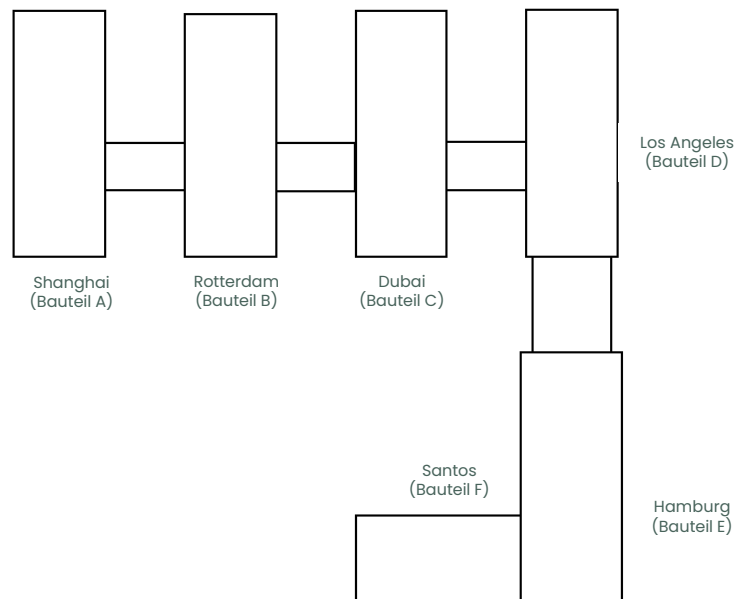 Los Angeles
(Bauteil D)
Shanghai
(Bauteil A)
Rotterdam
(Bauteil B)
Dubai
(Bauteil C)
Santos
(Bauteil F)
Hamburg
(Bauteil E)